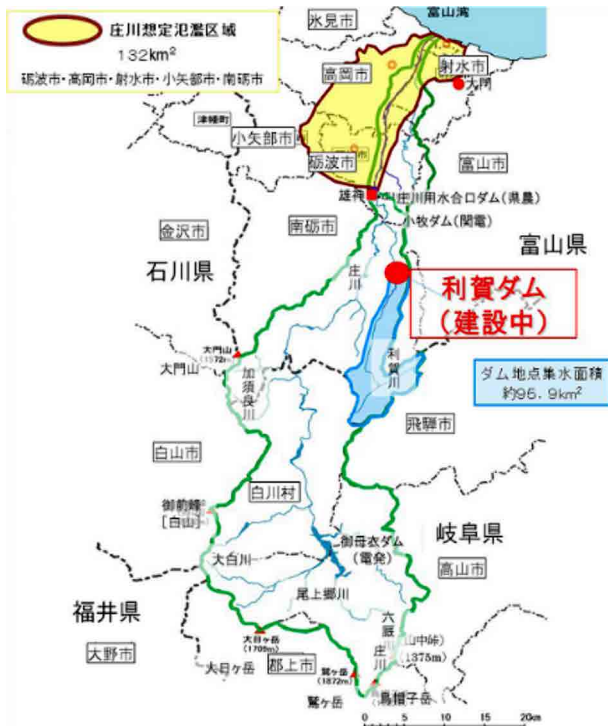 庄川想定氾濫区域
132km²
砺波市・高岡市・射水市・小矢部市・南砺市
富山湾
氷見市
高岡市
射水市
大門
津幡町
小矢部市
砺波市
富山市
雄神
庄川用水合口ダム(県農)
小牧ダム(関電)
南砺市
金沢市
石川県
富山県
庄川
利賀ダム
(建設中)
利賀川
ダム地点集水面積
約95.9km²
大門山
(1572m)
大門山
加須良川
飛騨市
白山市
白川村
御前峰
[白山]
御母衣ダム
(電発)
岐阜県
大白川
高山市
尾上郷川
福井県
六厩川
庄川
(山中峠)
(1375m)
大野市
大日ヶ岳
(1709m)
大日ヶ岳
郡上市
鷲ヶ岳
(1672m)
鷲ヶ岳
烏帽子岳
0 5 10 15 20km